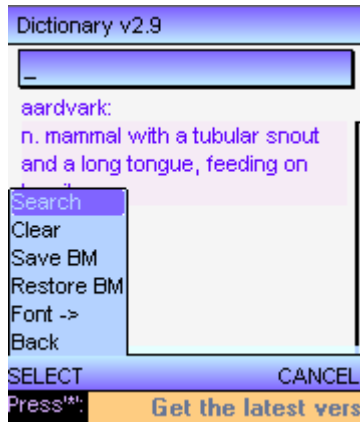 Dictionary v2.9
_
aardvark:
n. mammal with a tubular snout
and a long tongue, feeding on
Search
Clear
Save BM
Restore BM
Font ->
Back
SELECT CANCEL
Press'*': Get the latest vers